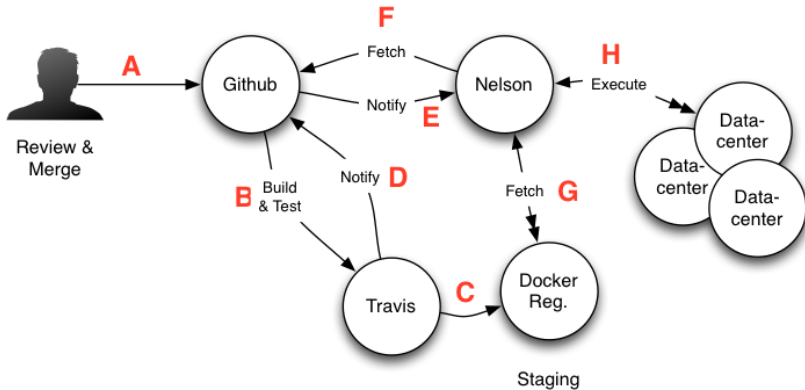 F
A
Fetch
H
Github
Nelson
Execute
Notify
E
Review &
Merge
Data-
center
Data-
center
Data-
center
B
Build
& Test
Notify
D
Fetch
G
Travis
C
Docker
Reg.
Staging